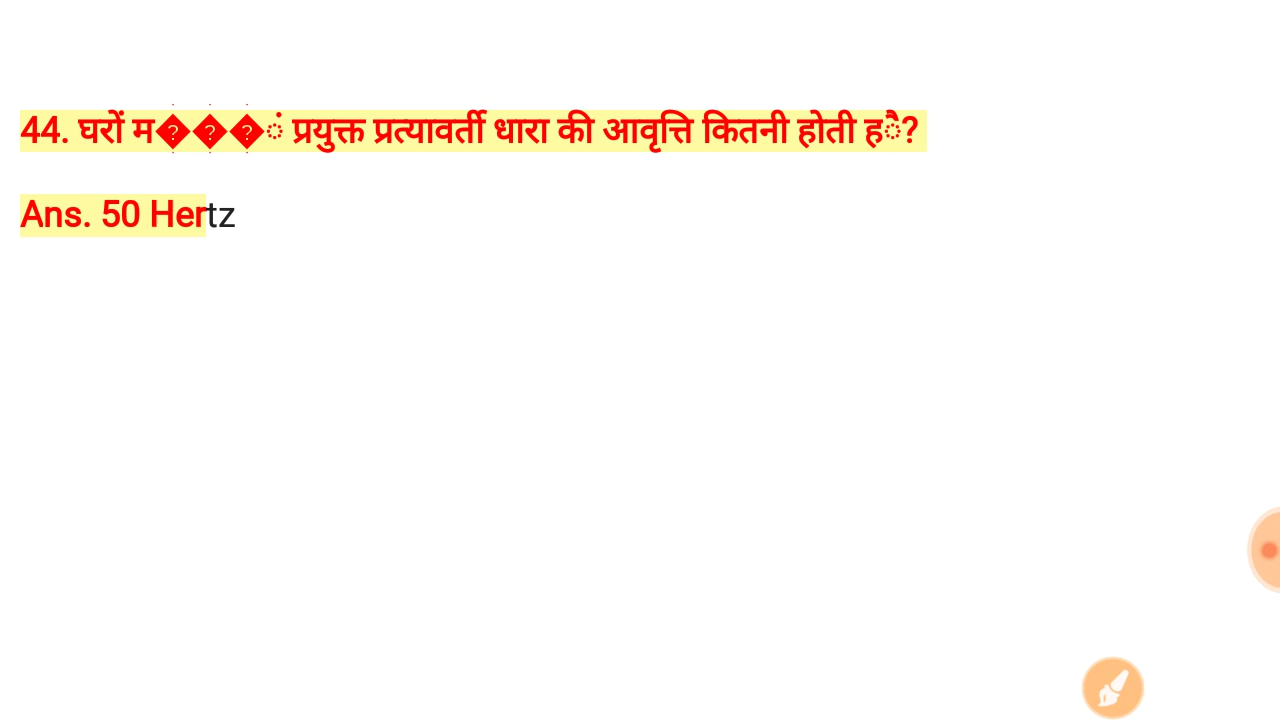 44. घरों म���ं प्रयुक्त प्रत्यावर्ती धारा की आवृत्ति कितनी होती है?
Ans. 50 Hertz